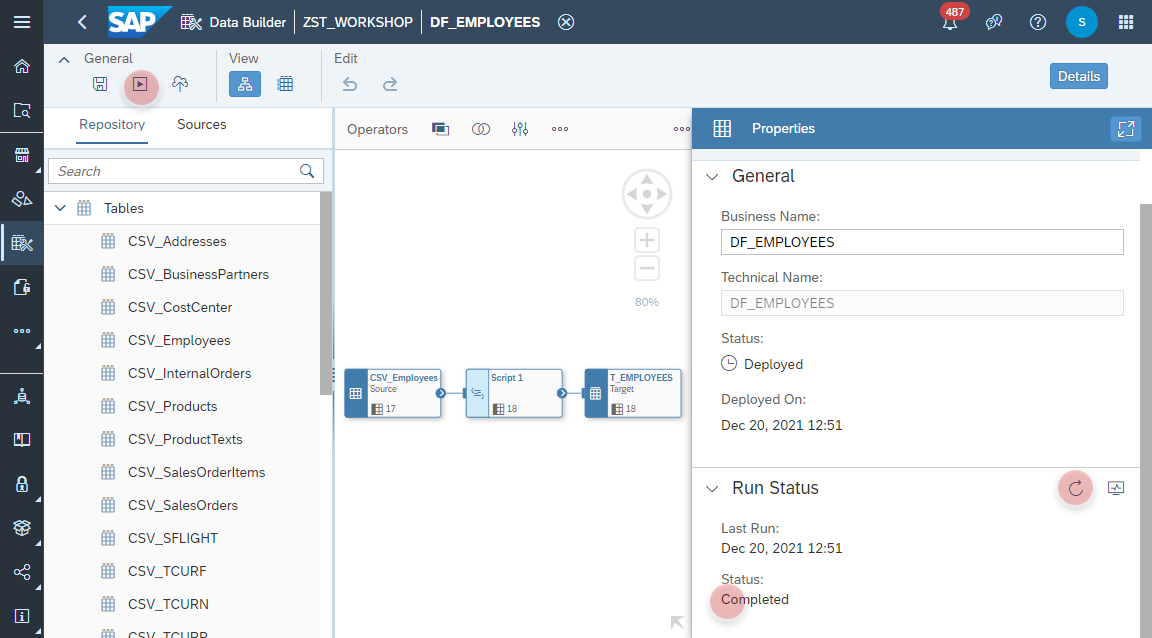 SAP Data Builder ZST_WORKSHOP DF_EMPLOYEES 487 S
General View Edit
Details
Repository Sources
Search
Tables
CSV_Addresses
CSV_BusinessPartners
CSV_CostCenter
CSV_Employees
CSV_InternalOrders
CSV_Products
CSV_ProductTexts
CSV_SalesOrderItems
CSV_SalesOrders
CSV_SFLIGHT
CSV_TCURF
CSV_TCURN
CSV_TCURR
Operators
80%
CSV_Employees
Source
17
Script 1
18
T_EMPLOYEES
Target
18
Properties
General
Business Name:
DF_EMPLOYEES
Technical Name:
DF_EMPLOYEES
Status:
Deployed
Deployed On:
Dec 20, 2021 12:51
Run Status
Last Run:
Dec 20, 2021 12:51
Status:
Completed